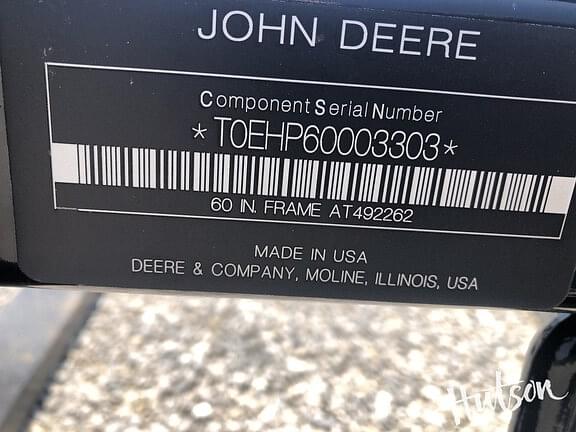 JOHN DEERE
Component Serial Number
*T0EHP60003303*
60 IN. FRAME AT492262
MADE IN USA
DEERE & COMPANY, MOLINE, ILLINOIS, USA
Hutson